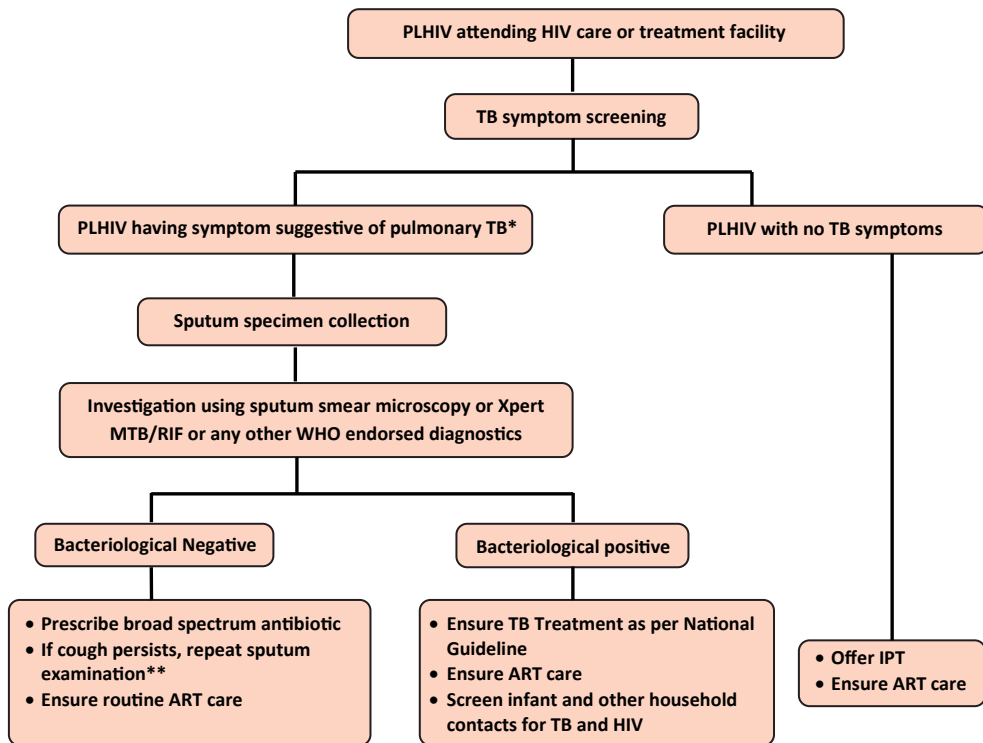 PLHIV attending HIV care or treatment facility
TB symptom screening
PLHIV having symptom suggestive of pulmonary TB*
PLHIV with no TB symptoms
Sputum specimen collection
Investigation using sputum smear microscopy or Xpert
MTB/RIF or any other WHO endorsed diagnostics
Bacteriological Negative
Bacteriological positive
• Prescribe broad spectrum antibiotic
• If cough persists, repeat sputum
examination**
• Ensure routine ART care
• Ensure TB Treatment as per National
Guideline
• Ensure ART care
• Screen infant and other household
contacts for TB and HIV
• Offer IPT
• Ensure ART care